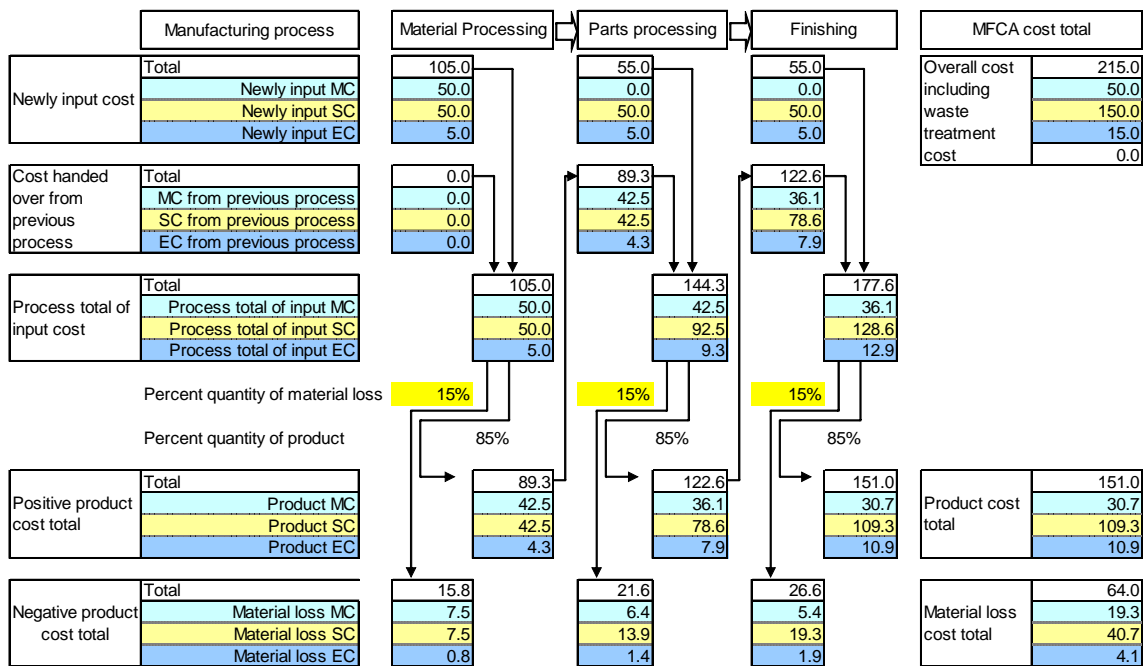 Manufacturing process Material Processing Parts processing Finishing MFCA cost total
Total 105.0 55.0 55.0 Overall cost 215.0
Newly input cost Newly input MC 50.0 0.0 0.0 including 50.0
Newly input SC 50.0 50.0 50.0 waste 150.0
Newly input EC 5.0 5.0 5.0 treatment 15.0
cost 0.0
Cost handed Total 0.0 89.3 122.6
over from MC from previous process 0.0 42.5 36.1
previous SC from previous process 0.0 42.5 78.6
process EC from previous process 0.0 4.3 7.9
Total 105.0 144.3 177.6
Process total of Process total of input MC 50.0 42.5 36.1
input cost Process total of input SC 50.0 92.5 128.6
Process total of input EC 5.0 9.3 12.9
Percent quantity of material loss 15% 15% 15%
Percent quantity of product 85% 85% 85%
Total 89.3 122.6 151.0 151.0
Positive product Product MC 42.5 36.1 30.7 Product cost 30.7
cost total Product SC 42.5 78.6 109.3 total 109.3
Product EC 4.3 7.9 10.9 10.9
Total 15.8 21.6 26.6 64.0
Negative product Material loss MC 7.5 6.4 5.4 Material loss 19.3
cost total Material loss SC 7.5 13.9 19.3 cost total 40.7
Material loss EC 0.8 1.4 1.9 4.1